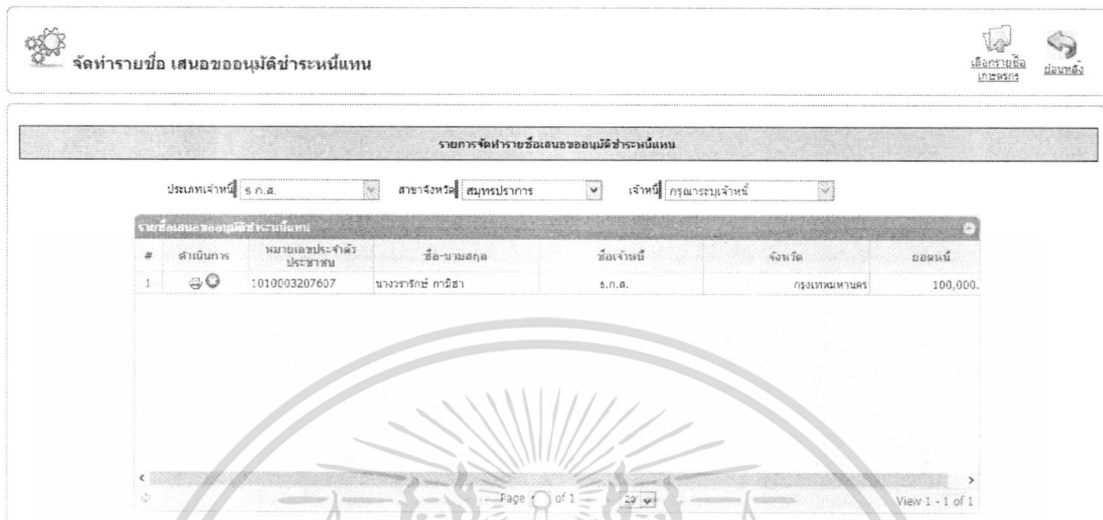 จัดทำรายชื่อ เสนอขออนุมัติชำระหนี้แทน
เลือกรายชื่อ
เกษตรกร
ย้อนหลัง
รายการจัดทำรายชื่อเสนอขออนุมัติชำระหนี้แทน
ประเภทเจ้าหนี้ ธ.ก.ส. สาขาจังหวัด สมุทรปราการ เจ้าหนี้ กรุณาระบุเจ้าหนี้
รายชื่อเสนอขออนุมัติชำระหนี้แทน
# ดำเนินการ หมายเลขประจำตัวประชาชน ชื่อ-นามสกุล ชื่อเจ้าหนี้ จังหวัด ยอดหนี้
1 1010003207607 นางวรารักษ์ กามิชา ธ.ก.ส. กรุงเทพมหานคร 100,000.
Page of 1 20 View 1 - 1 of 1